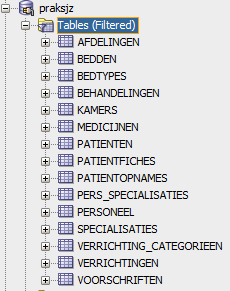 praksjz
Tables (Filtered)
AFDELINGEN
BEDDEN
BEDTYPES
BEHANDELINGEN
KAMERS
MEDICIJNEN
PATIENTEN
PATIENTFICHES
PATIENTOPNAMES
PERS_SPECIALISATIES
PERSONEEL
SPECIALISATIES
VERRICHTING_CATEGORIEEN
VERRICHTINGEN
VOORSCHRIFTEN